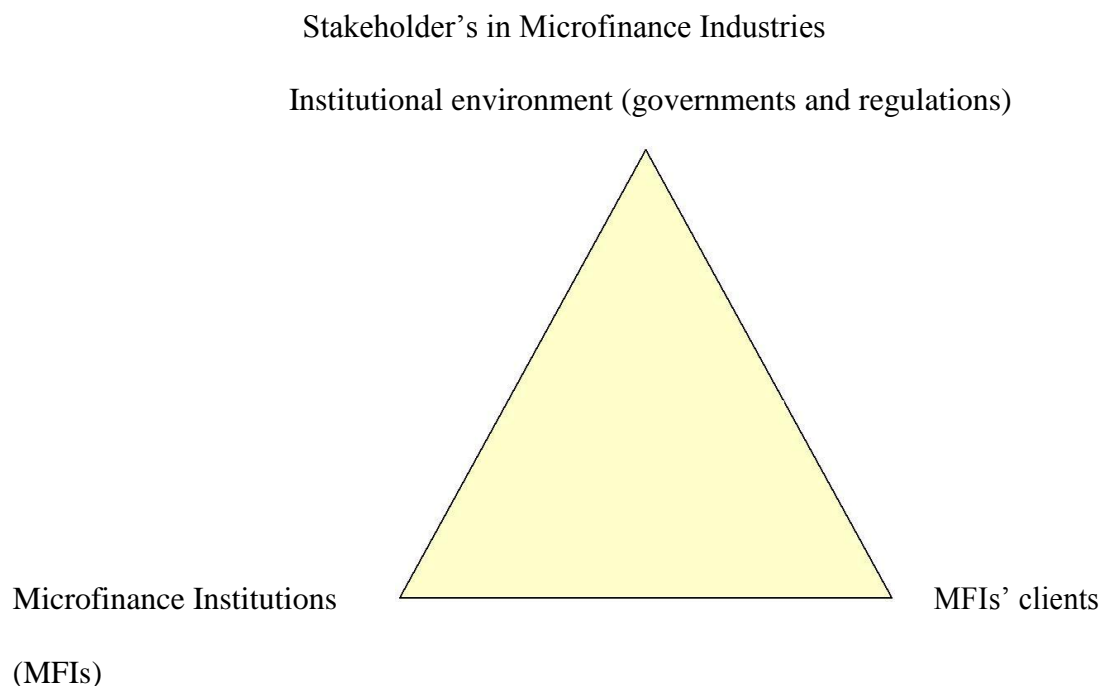 Stakeholder’s in Microfinance Industries
Institutional environment (governments and regulations)
Microfinance Institutions
(MFIs)
MFIs’ clients